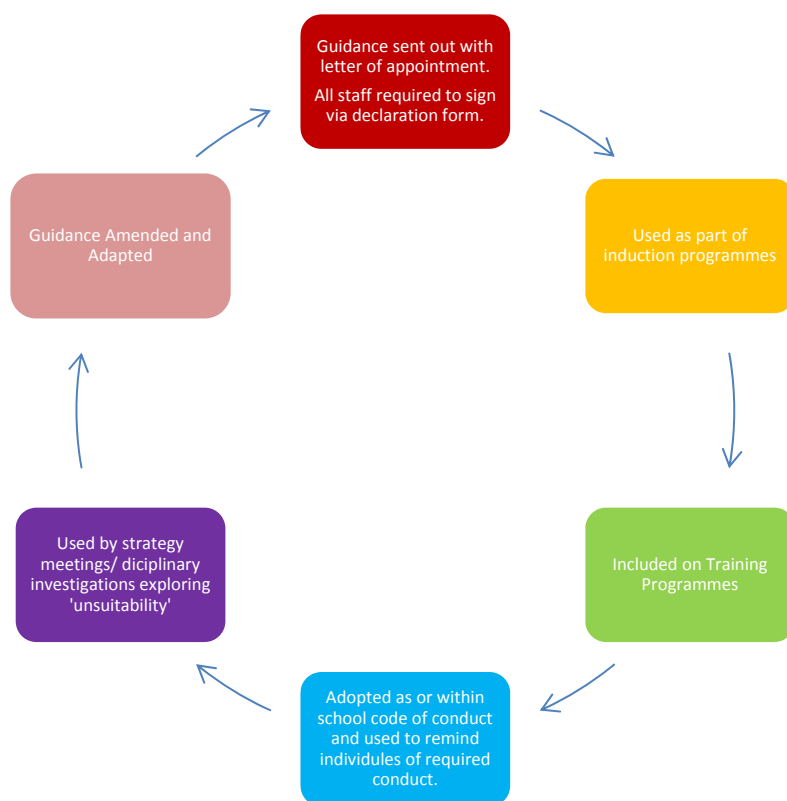 Guidance sent out with
letter of appointment.
All staff required to sign
via declaration form.
Used as part of
induction programmes
Included on Training
Programmes
Adopted as or within
school code of conduct
and used to remind
individules of required
conduct.
Used by strategy
meetings/ diciplinary
investigations exploring
'unsuitability'
Guidance Amended and
Adapted